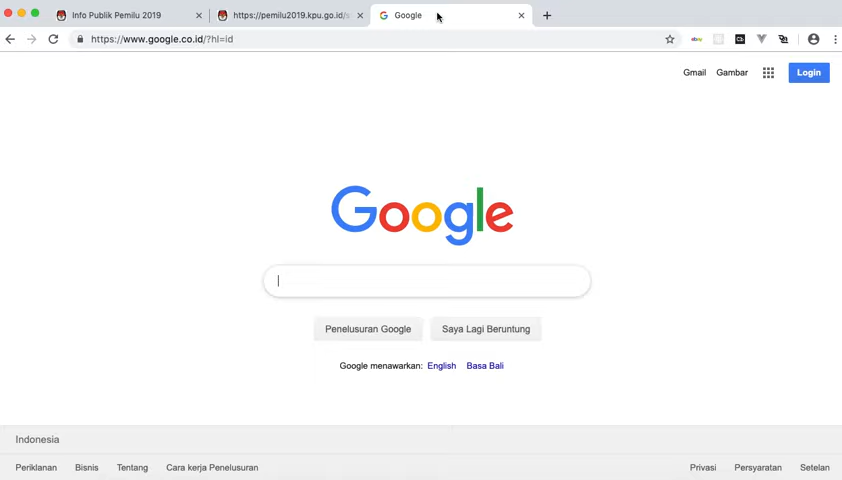 Info Publik Pemilu 2019
https://pemilu2019.kpu.go.id/s
Google
https://www.google.co.id/?hl=id
eb
Cb
Gmail Gambar Login
Google
Penelusuran Google Saya Lagi Beruntung
Google menawarkan: English Basa Bali
Indonesia
Periklanan Bisnis Tentang Cara kerja Penelusuran Privasi Persyaratan Setelan